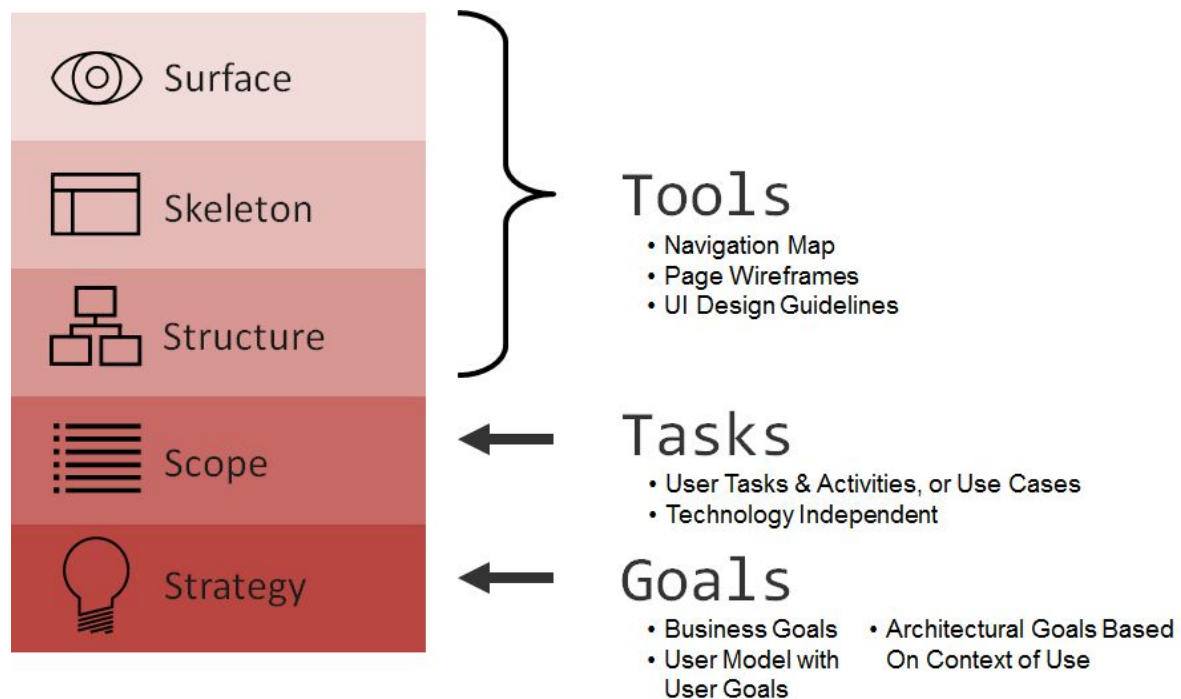 Surface
Skeleton
Structure
Scope
Strategy
Tools
• Navigation Map
• Page Wireframes
• UI Design Guidelines
Tasks
• User Tasks & Activities, or Use Cases
• Technology Independent
Goals
• Business Goals
• User Model with
User Goals
• Architectural Goals Based
On Context of Use